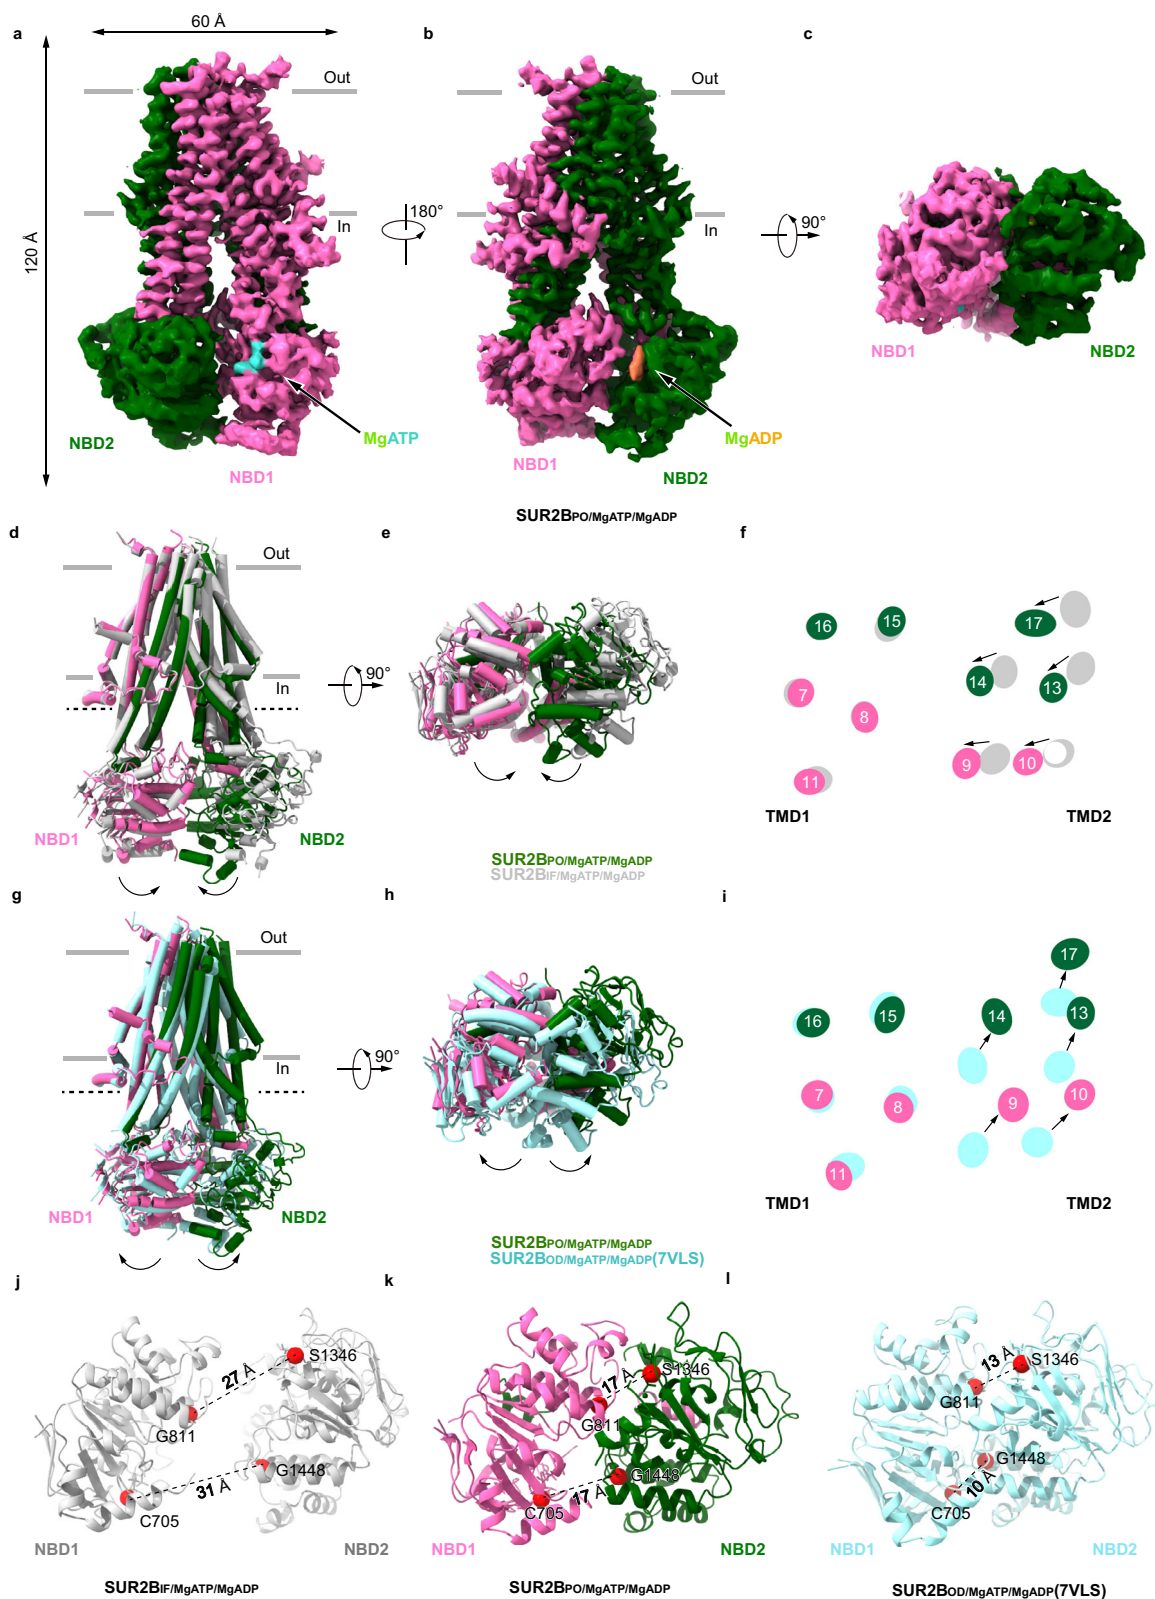 a
60 Å
b
c
Out
Out
120 Å
In
180°
In
90°
NBD2
MgATP
NBD1
NBD1
MgADP
NBD2
NBD1
NBD2
SUR2BPO/MgATP/MgADP
d
e
f
Out
In
90°
NBD1
NBD2
16
15
17
14
13
7
8
9
10
11
TMD1
TMD2
SUR2BPO/MgATP/MgADP
SUR2BIF/MgATP/MgADP
g
h
i
Out
In
90°
NBD1
NBD2
17
16
15
14
13
7
8
9
10
11
TMD1
TMD2
SUR2BPO/MgATP/MgADP
SUR2BOD/MgATP/MgADP(7VLS)
j
k
l
27 Å
S1346
G811
31 Å
G1448
C705
NBD1
NBD2
SUR2BIF/MgATP/MgADP
17 Å
S1346
G811
G1448
17 Å
C705
NBD1
NBD2
SUR2BPO/MgATP/MgADP
13 Å
S1346
G811
G1448
10 Å
C705
NBD1
NBD2
SUR2BOD/MgATP/MgADP(7VLS)